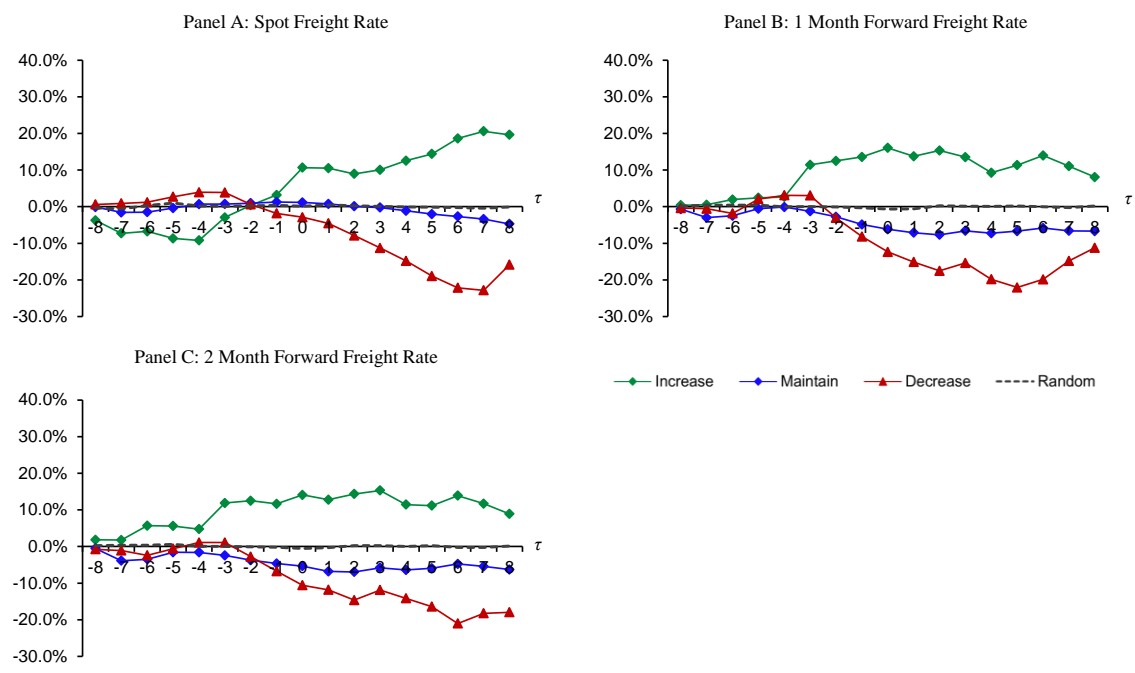 Panel A: Spot Freight Rate
40.0%
30.0%
20.0%
10.0%
0.0%
-10.0%
-20.0%
-30.0%
-8 -7 -6 -5 -4 -3 -2 -1 0 1 2 3 4 5 6 7 8
τ
Panel B: 1 Month Forward Freight Rate
40.0%
30.0%
20.0%
10.0%
0.0%
-10.0%
-20.0%
-30.0%
-8 -7 -6 -5 -4 -3 -2 -1 0 1 2 3 4 5 6 7 8
τ
Panel C: 2 Month Forward Freight Rate
40.0%
30.0%
20.0%
10.0%
0.0%
-10.0%
-20.0%
-30.0%
-8 -7 -6 -5 -4 -3 -2 -1 0 1 2 3 4 5 6 7 8
τ
Increase Maintain Decrease Random